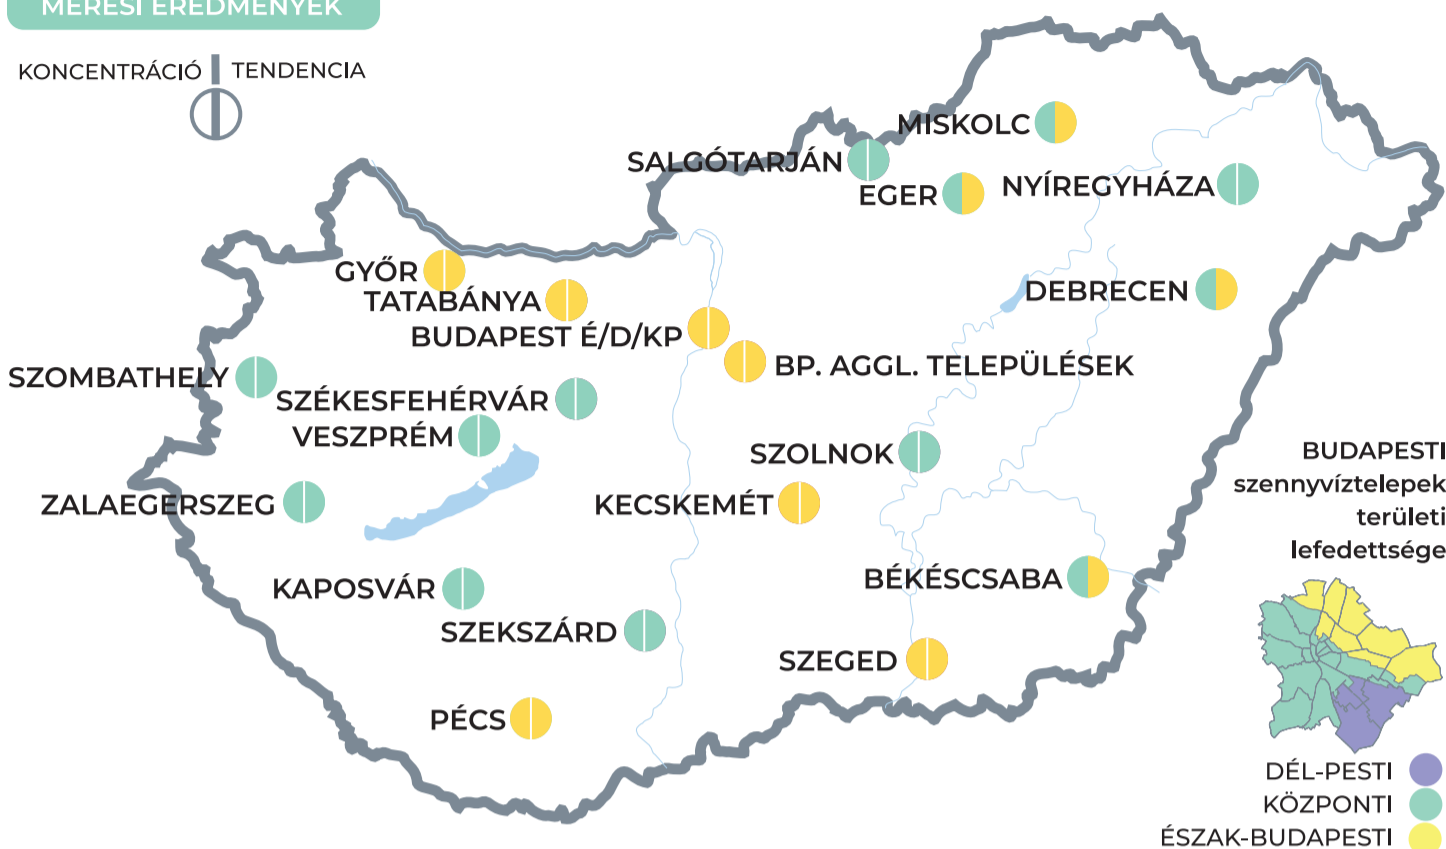 MÉRÉSI EREDMÉNYEK
KONCENTRÁCIÓ
TENDENCIA
MISKOLC
SALGÓTARJÁN
EGER
NYÍREGYHÁZA
GYŐR
TATABÁNYA
DEBRECEN
BUDAPEST É/D/KP
BP. AGGL. TELEPÜLÉSEK
SZOMBATHELY
SZÉKESFEHÉRVÁR
VESZPRÉM
SZOLNOK
ZALAEGERSZEG
KECSKEMÉT
BUDAPESTI
szennyvíztelepek
területi
lefedettsége
KAPOSVÁR
BÉKÉSCSABA
SZEKSZÁRD
SZEGED
PÉCS
DÉL-PESTI
KÖZPONTI
ÉSZAK-BUDAPESTI